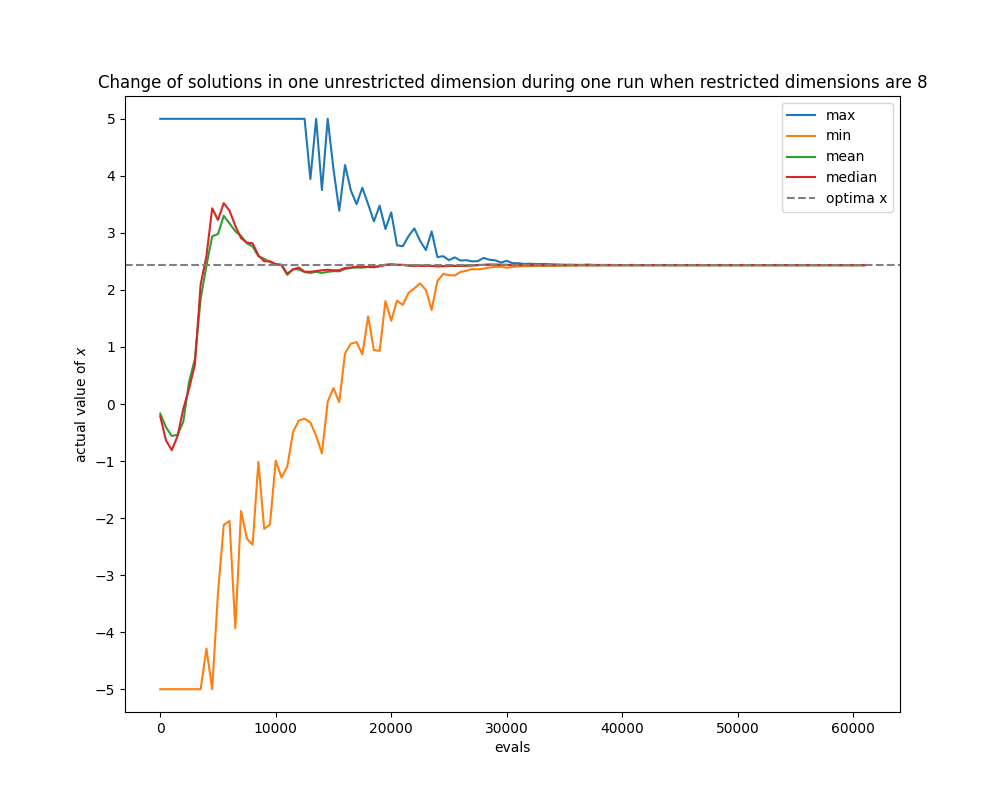 Change of solutions in one unrestricted dimension during one run when restricted dimensions are 8
max
min
mean
median
optima x
5
4
3
2
1
0
−1
−2
−3
−4
−5
actual value of x
0 10000 20000 30000 40000 50000 60000
evals